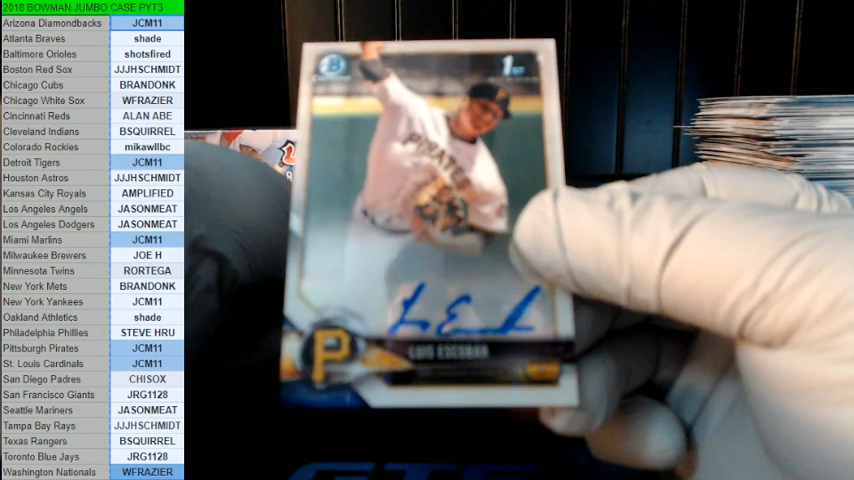 2018 BOWMAN JUMBO CASE PYT3
Arizona Diamondbacks JCM11
Atlanta Braves shade
Baltimore Orioles shotsfired
Boston Red Sox JJJHSCHMIDT
Chicago Cubs BRANDONK
Chicago White Sox WFRAZIER
Cincinnati Reds ALAN ABE
Cleveland Indians BSQUIRREL
Colorado Rockies mikawllbc
Detroit Tigers JCM11
Houston Astros JJJHSCHMIDT
Kansas City Royals AMPLIFIED
Los Angeles Angels JASONMEAT
Los Angeles Dodgers JASONMEAT
Miami Marlins JCM11
Milwaukee Brewers JOE H
Minnesota Twins RORTEGA
New York Mets BRANDONK
New York Yankees JCM11
Oakland Athletics shade
Philadelphia Phillies STEVE HRU
Pittsburgh Pirates JCM11
St. Louis Cardinals JCM11
San Diego Padres CHISOX
San Francisco Giants JRG1128
Seattle Mariners JASONMEAT
Tampa Bay Rays JJJHSCHMIDT
Texas Rangers BSQUIRREL
Toronto Blue Jays JRG1128
Washington Nationals WFRAZIER
B 1ST
P
PIRATES
P
LUIS ESCOBAR